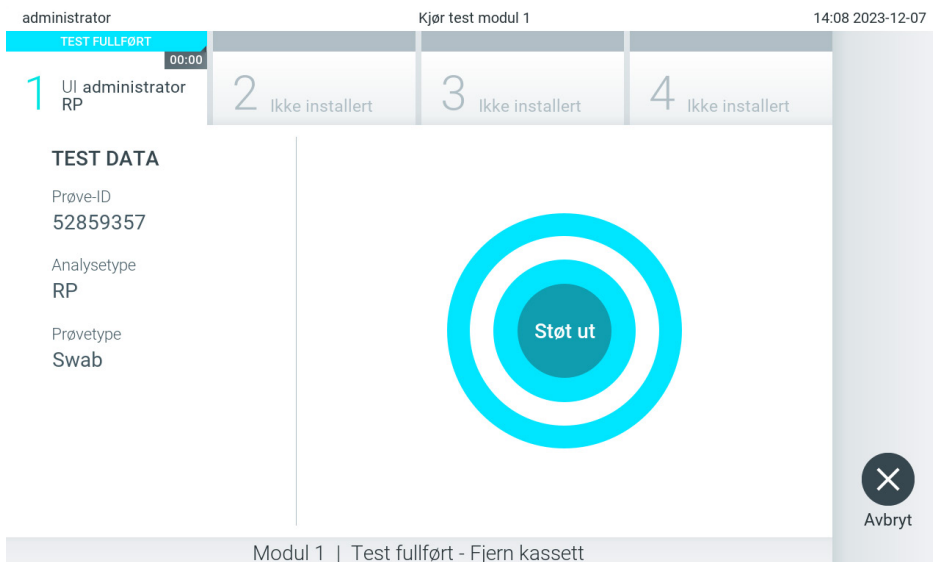 administrator
Kjør test modul 1
14:08 2023-12-07
TEST FULLFØRT
00:00
1 UI administrator
RP
2 Ikke installert
3 Ikke installert
4 Ikke installert
TEST DATA
Prøve-ID
52859357
Analysetype
RP
Prøvetype
Swab
Støt ut
Avbryt
Modul 1 | Test fullført - Fjern kassett